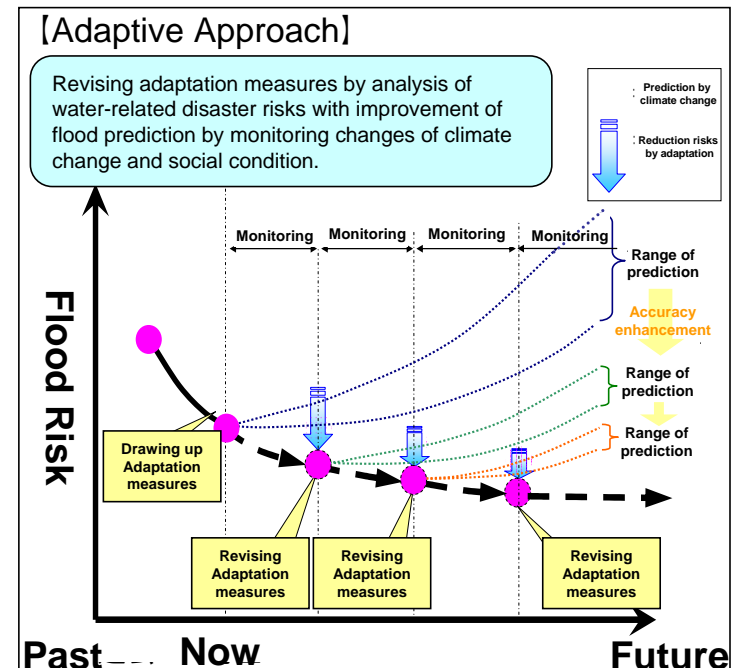 【Adaptive Approach】
Revising adaptation measures by analysis of
water-related disaster risks with improvement of
flood prediction by monitoring changes of climate
change and social condition.
: Prediction by
climate change
: Reduction risks
by adaptation
Monitoring
Monitoring
Monitoring
Monitoring
Range of
prediction
Accuracy
enhancement
Range of
prediction
Range of
prediction
Flood Risk
Drawing up
Adaptation
measures
Revising
Adaptation
measures
Revising
Adaptation
measures
Revising
Adaptation
measures
Past
Now
Future